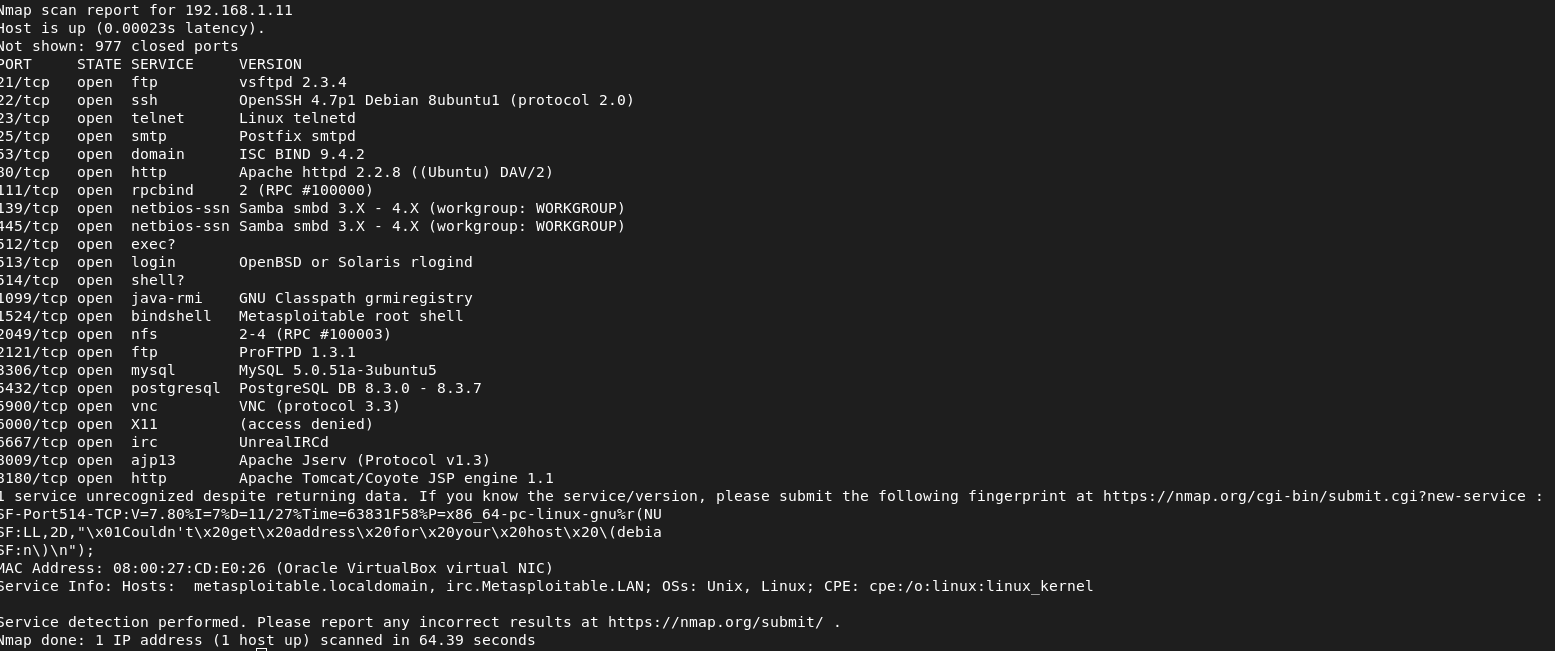 Nmap scan report for 192.168.1.11
Host is up (0.00023s latency).
Not shown: 977 closed ports
PORT     STATE SERVICE     VERSION
21/tcp   open  ftp         vsftpd 2.3.4
22/tcp   open  ssh         OpenSSH 4.7p1 Debian 8ubuntu1 (protocol 2.0)
23/tcp   open  telnet      Linux telnetd
25/tcp   open  smtp        Postfix smtpd
53/tcp   open  domain      ISC BIND 9.4.2
80/tcp   open  http        Apache httpd 2.2.8 ((Ubuntu) DAV/2)
111/tcp  open  rpcbind     2 (RPC #100000)
139/tcp  open  netbios-ssn Samba smbd 3.X - 4.X (workgroup: WORKGROUP)
445/tcp  open  netbios-ssn Samba smbd 3.X - 4.X (workgroup: WORKGROUP)
512/tcp  open  exec?
513/tcp  open  login       OpenBSD or Solaris rlogind
514/tcp  open  shell?
1099/tcp open  java-rmi    GNU Classpath grmiregistry
1524/tcp open  bindshell   Metasploitable root shell
2049/tcp open  nfs         2-4 (RPC #100003)
2121/tcp open  ftp         ProFTPD 1.3.1
3306/tcp open  mysql       MySQL 5.0.51a-3ubuntu5
5432/tcp open  postgresql  PostgreSQL DB 8.3.0 - 8.3.7
5900/tcp open  vnc         VNC (protocol 3.3)
6000/tcp open  X11         (access denied)
6667/tcp open  irc         UnrealIRCd
8009/tcp open  ajp13       Apache Jserv (Protocol v1.3)
8180/tcp open  http        Apache Tomcat/Coyote JSP engine 1.1
1 service unrecognized despite returning data. If you know the service/version, please submit the following fingerprint at https://nmap.org/cgi-bin/submit.cgi?new-service :
SF-Port514-TCP:V=7.80%I=7%D=11/27%Time=63831F58%P=x86_64-pc-linux-gnu%r(NU
SF:LL,2D,"\x01Couldn't\x20get\x20address\x20for\x20your\x20host\x20\(debia
SF:n\)\n");
MAC Address: 08:00:27:CD:E0:26 (Oracle VirtualBox virtual NIC)
Service Info: Hosts:  metasploitable.localdomain, irc.Metasploitable.LAN; OSs: Unix, Linux; CPE: cpe:/o:linux:linux_kernel

Service detection performed. Please report any incorrect results at https://nmap.org/submit/ .
Nmap done: 1 IP address (1 host up) scanned in 64.39 seconds